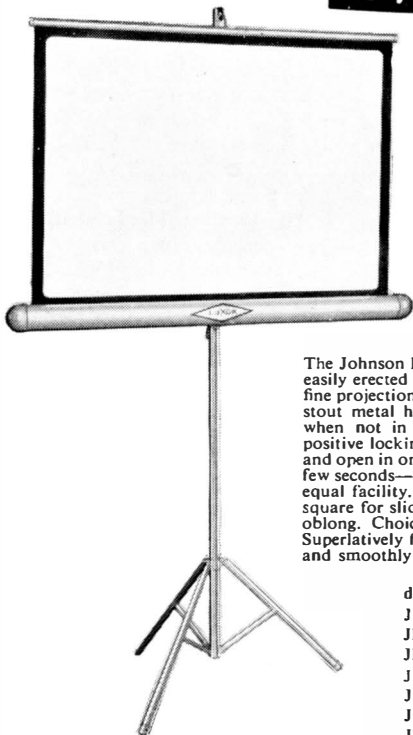 The Johnson
easily erected
fine projection
stout metal h
when not in
positive lockin
and open in or
few seconds—
equal facility.
square for slid
oblong. Choic
Superlatively f
and smoothly
d
J
J
J
J
J
J
J